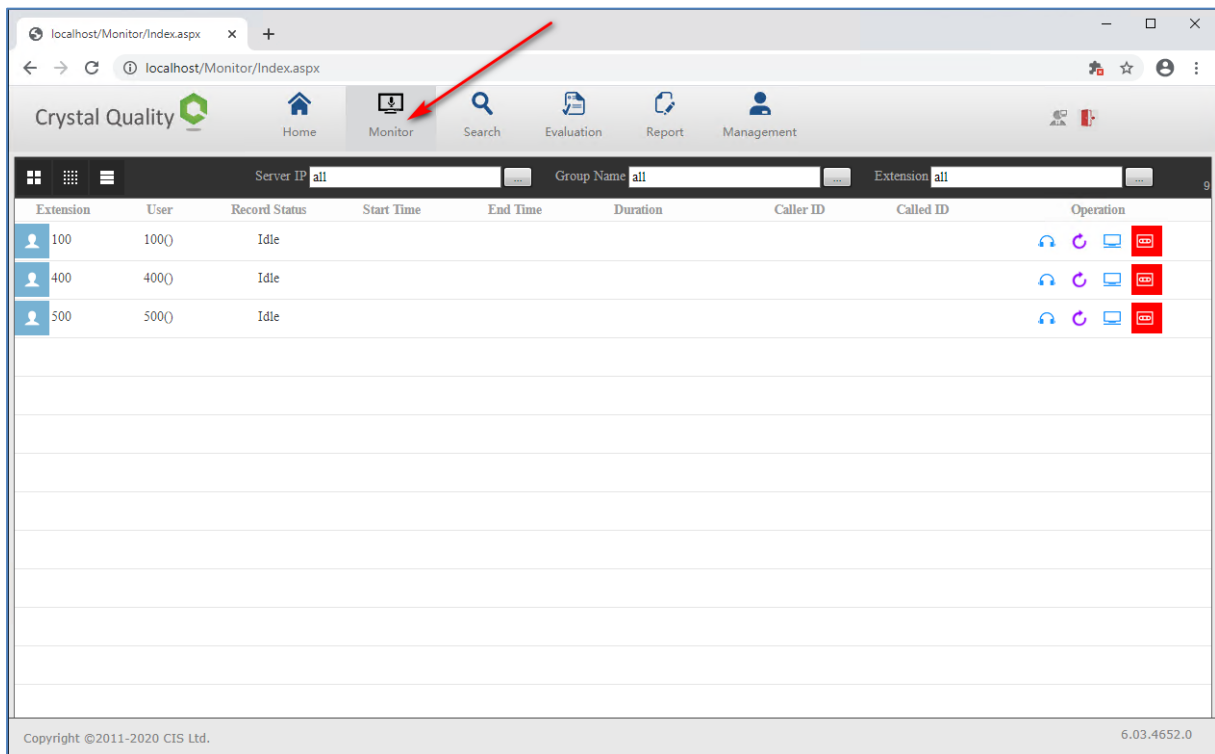 localhost/Monitor/Index.aspx
localhost/Monitor/Index.aspx
Crystal Quality
Home Monitor Search Evaluation Report Management
Server IP all ... Group Name all ... Extension all ...
9
Extension User Record Status Start Time End Time Duration Caller ID Called ID Operation
100 100() Idle
400 400() Idle
500 500() Idle
Copyright ©2011-2020 CIS Ltd. 6.03.4652.0